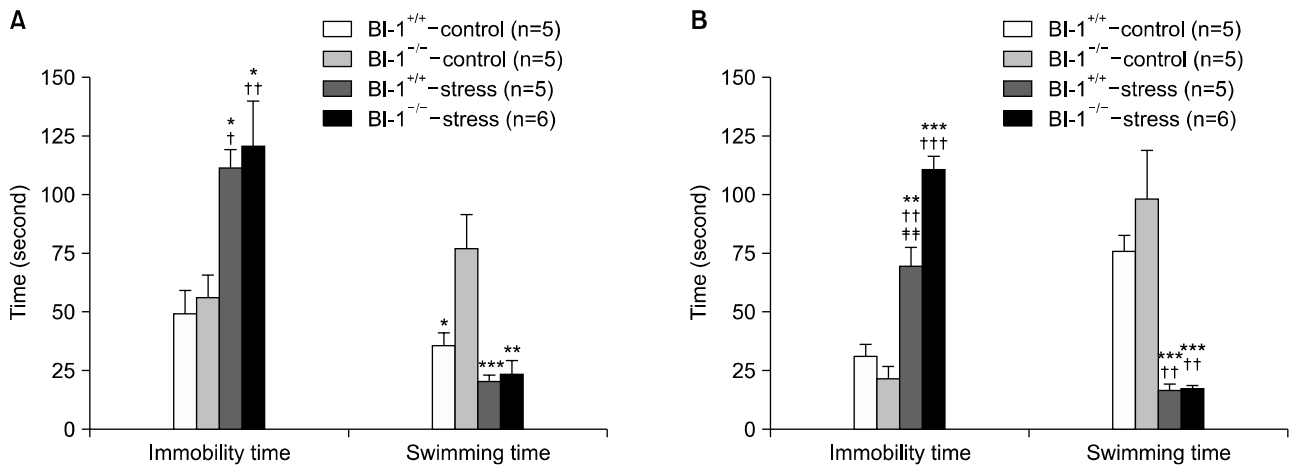 A
BI-1+/+−control (n=5)
BI-1−/−−control (n=5)
BI-1+/+−stress (n=5)
BI-1−/−−stress (n=6)
Time (second)
150
125
100
75
50
25
0
*
†
*
††
*
***
**
Immobility time
Swimming time
B
BI-1+/+−control (n=5)
BI-1−/−−control (n=5)
BI-1+/+−stress (n=5)
BI-1−/−−stress (n=6)
Time (second)
150
125
100
75
50
25
0
**
††
‡‡
***
†††
***
††
***
††
Immobility time
Swimming time